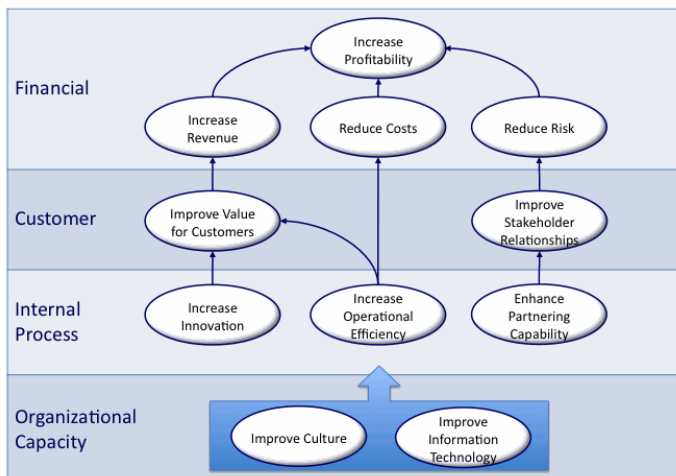 Financial
Increase
Profitability
Increase
Revenue
Reduce Costs
Reduce Risk
Customer
Improve Value
for Customers
Improve
Stakeholder
Relationships
Internal
Process
Increase
Innovation
Increase
Operational
Efficiency
Enhance
Partnering
Capability
Organizational
Capacity
Improve Culture
Improve
Information
Technology